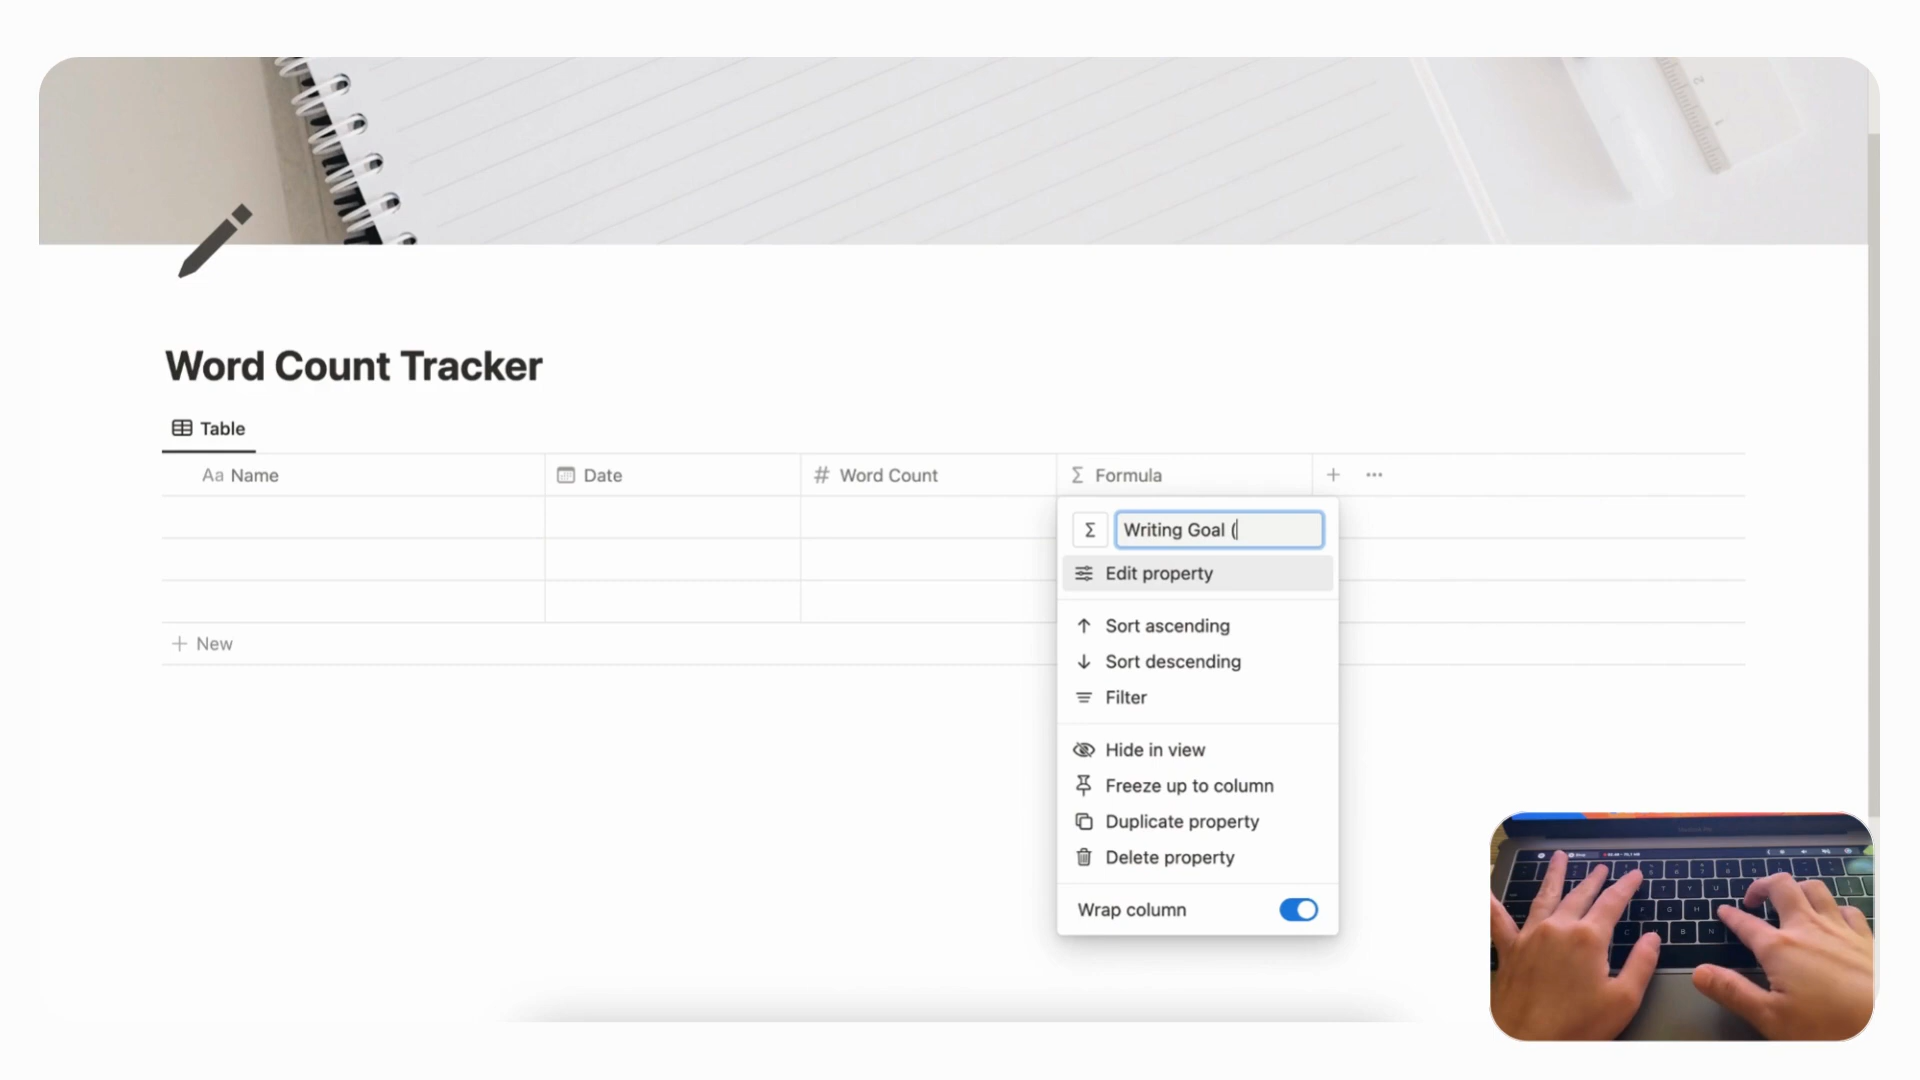 Word Count Tracker
Table
Aa Name
Date
# Word Count
Σ Formula
Σ
Writing Goal (
Edit property
Sort ascending
Sort descending
Filter
+ New
Hide in view
Freeze up to column
Duplicate property
Delete property
Wrap column